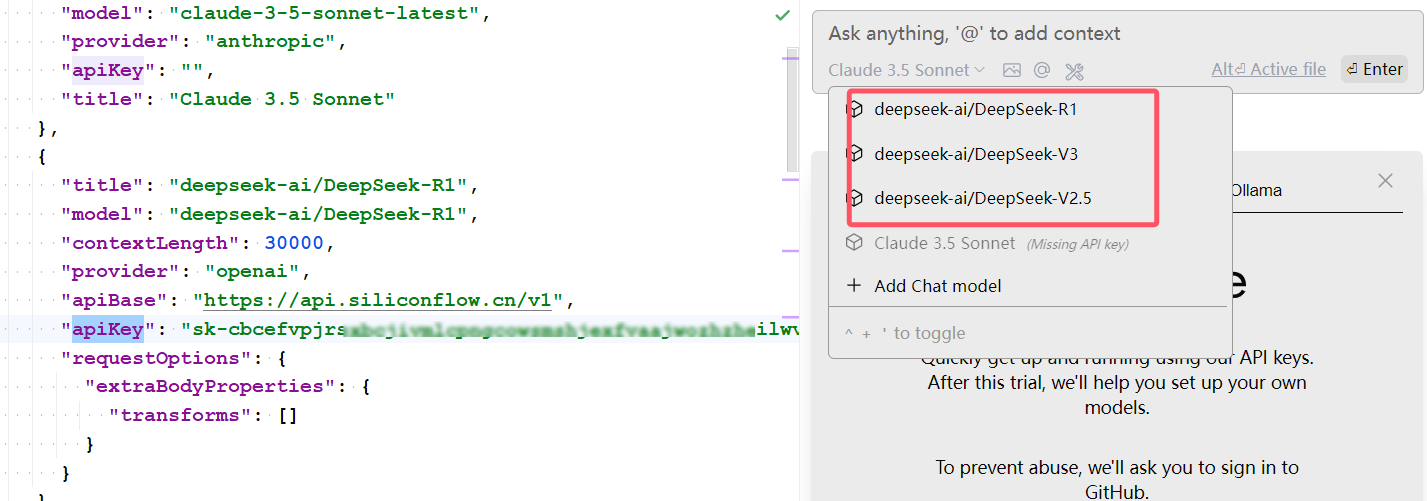 "model": "claude-3-5-sonnet-latest",
"provider": "anthropic",
"apiKey": "",
"title": "Claude 3.5 Sonnet"
},
{
"title": "deepseek-ai/DeepSeek-R1",
"model": "deepseek-ai/DeepSeek-R1",
"contextLength": 30000,
"provider": "openai",
"apiBase": "https://api.siliconflow.cn/v1",
"apiKey": "
"requestOptions": {
"extraBodyProperties": {
"transforms": []
}
}
Ask anything, '@' to add context
Claude 3.5 Sonnet
Alt⏎ Active file
⏎ Enter
deepseek-ai/DeepSeek-R1
deepseek-ai/DeepSeek-V3
deepseek-ai/DeepSeek-V2.5
Claude 3.5 Sonnet (Missing API key)
+ Add Chat model
^ + ' to toggle
Ollama
e
Quickly get up and running using our API keys.
After this trial, we'll help you set up your own
models.
To prevent abuse, we'll ask you to sign in to
GitHub.